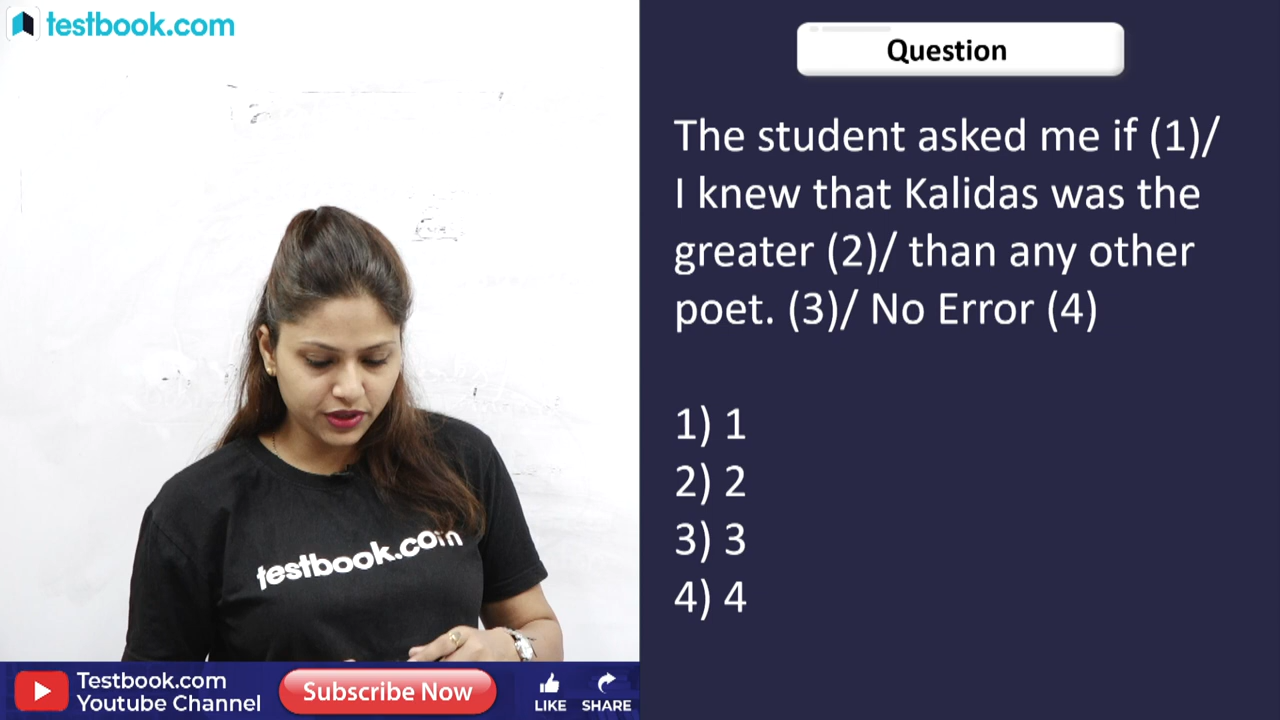 testbook.com
Question
The student asked me if (1)/
I knew that Kalidas was the
greater (2)/ than any other
poet. (3)/ No Error (4)
1) 1
2) 2
3) 3
4) 4
testbook.com
Testbook.com
Youtube Channel
Subscribe Now
LIKE
SHARE